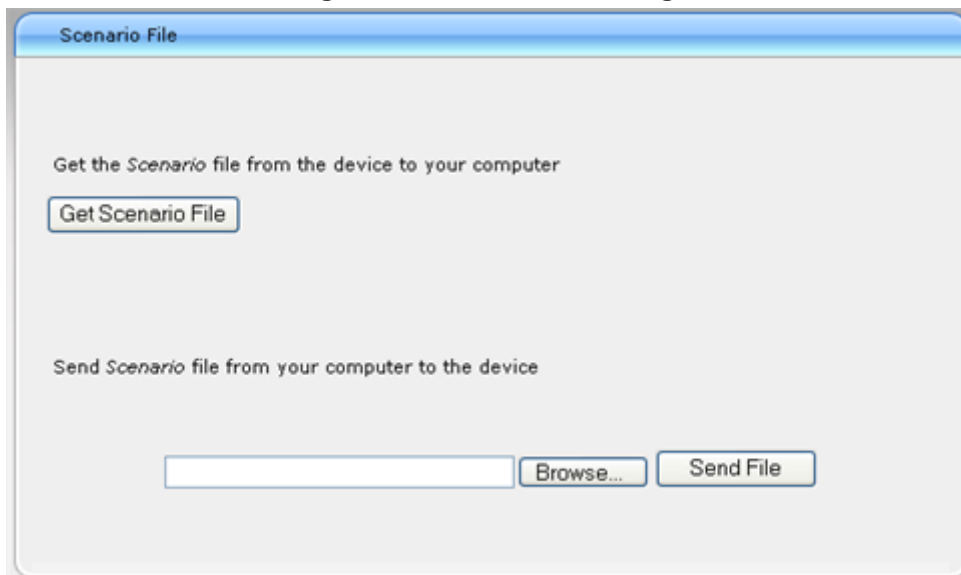 Scenario File
Get the Scenario file from the device to your computer
Get Scenario File
Send Scenario file from your computer to the device
Browse... Send File